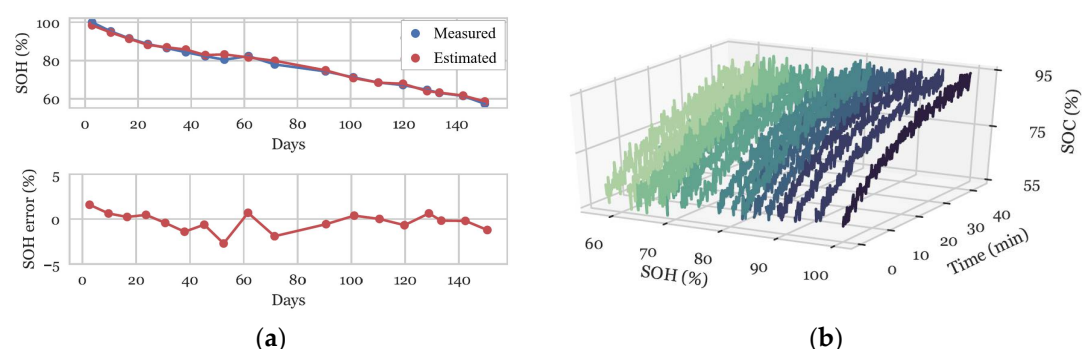 SOH (%)
100
80
60
Measured
Estimated
0 20 40 60 80 100 120 140
Days
SOH error (%)
5
0
−5
0 20 40 60 80 100 120 140
Days
(a)
95
75
55
SOC (%)
60 70 80 90 100
SOH (%)
0 10 20 30 40
Time (min)
(b)